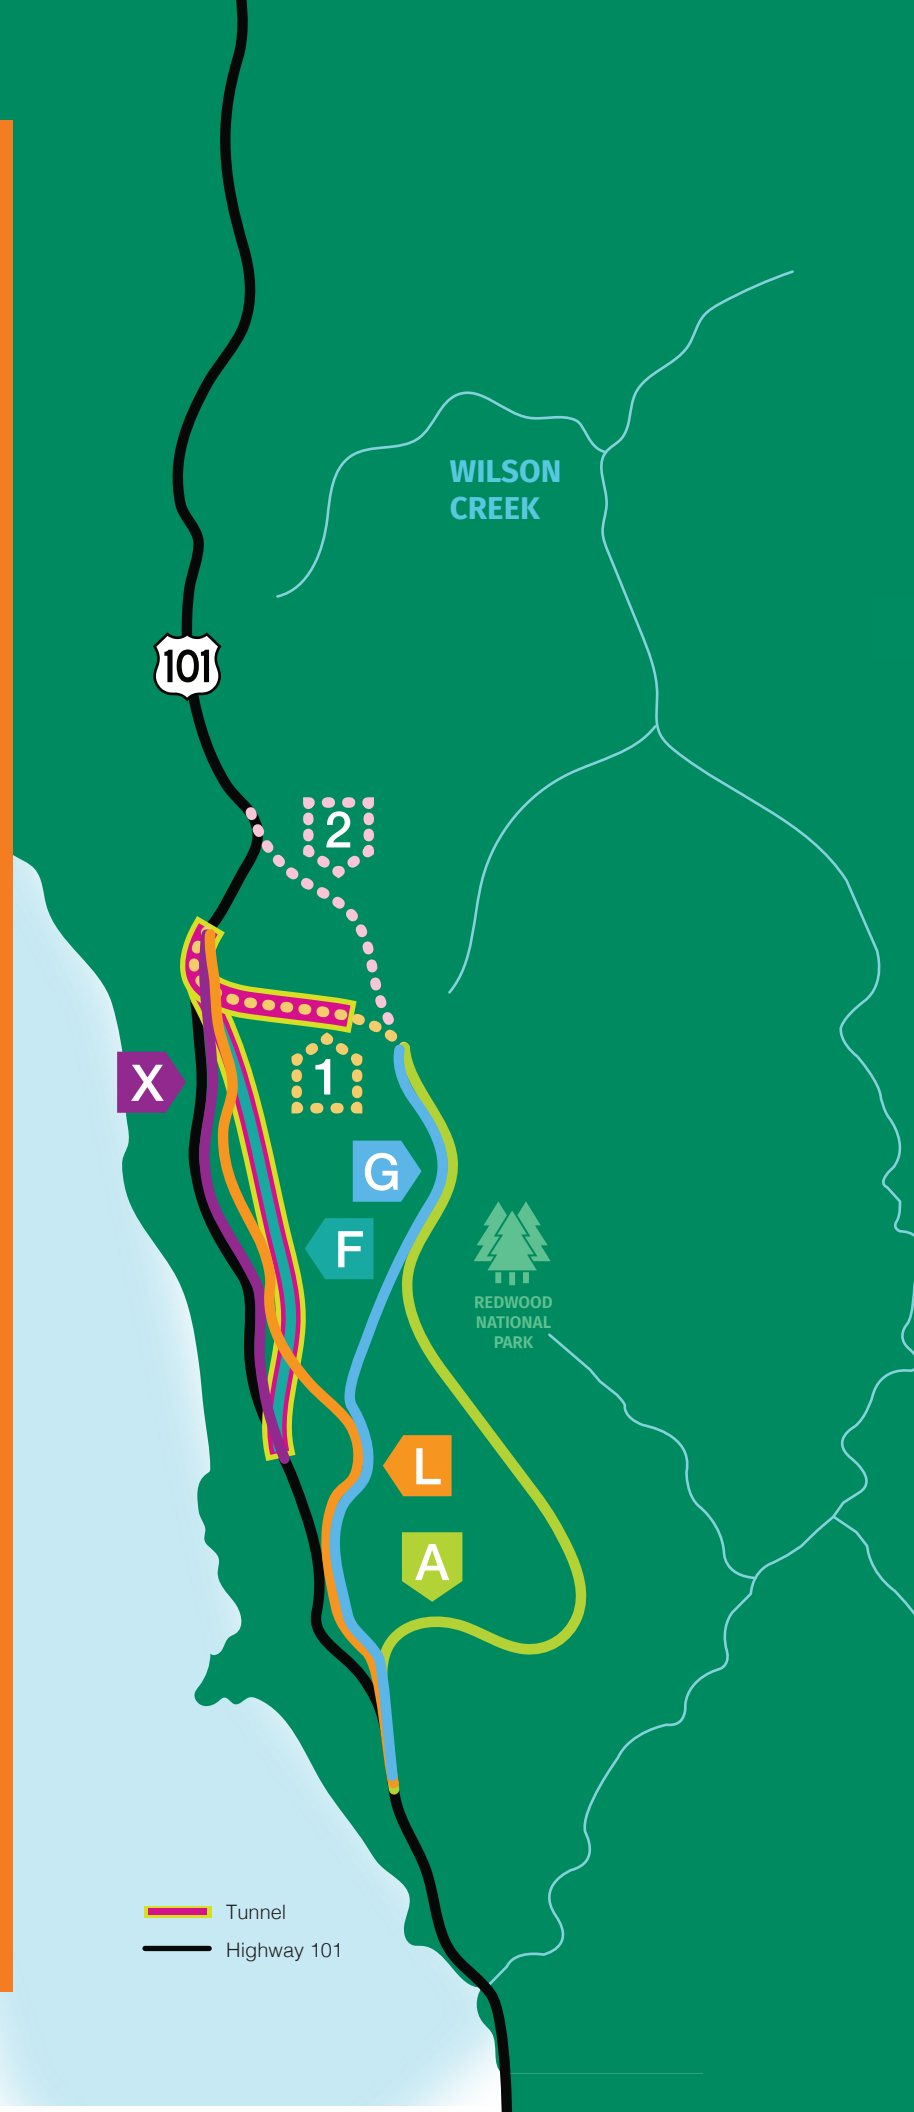 WILSON
CREEK
101
2
X
1
G
F
REDWOOD
NATIONAL
PARK
L
A
Tunnel
Highway 101